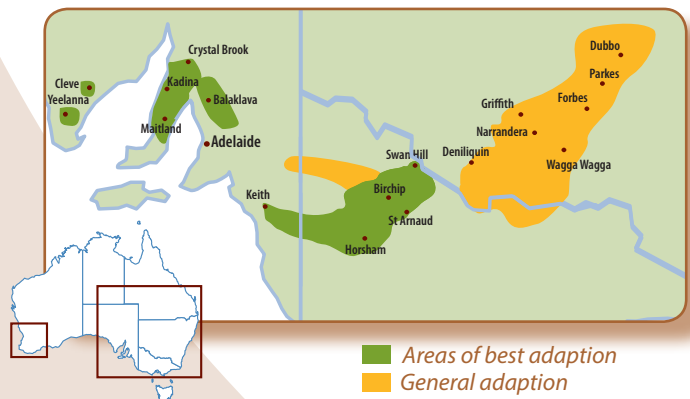 Dubbo
Crystal Brook
Parkes
Cleve
Kadina
Yeelanna
Balaklava
Forbes
Griffith
Maitland
Narrandera
Adelaide
Swan Hill
Deniliquin
Wagga Wagga
Keith
Birchip
St Arnaud
Horsham
Areas of best adaption
General adaption